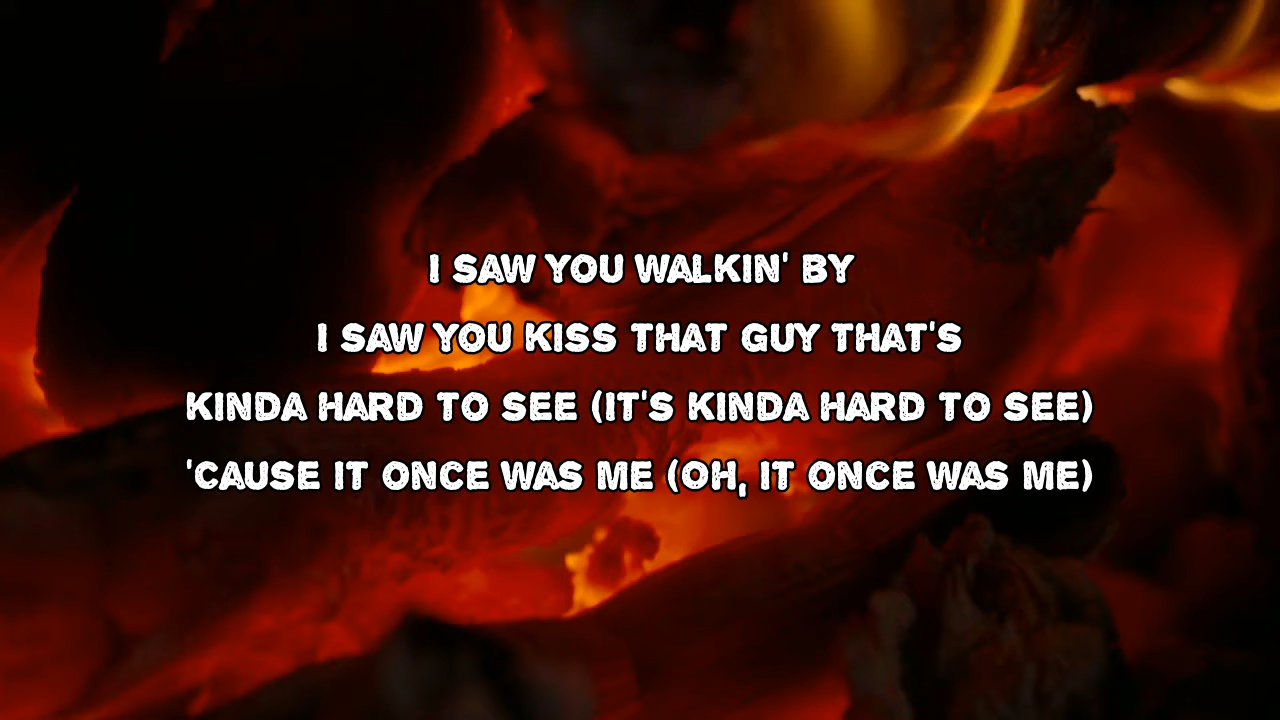 I SAW YOU WALKIN' BY
I SAW YOU KISS THAT GUY THAT'S
KINDA HARD TO SEE (IT'S KINDA HARD TO SEE)
'CAUSE IT ONCE WAS ME (OH, IT ONCE WAS ME)